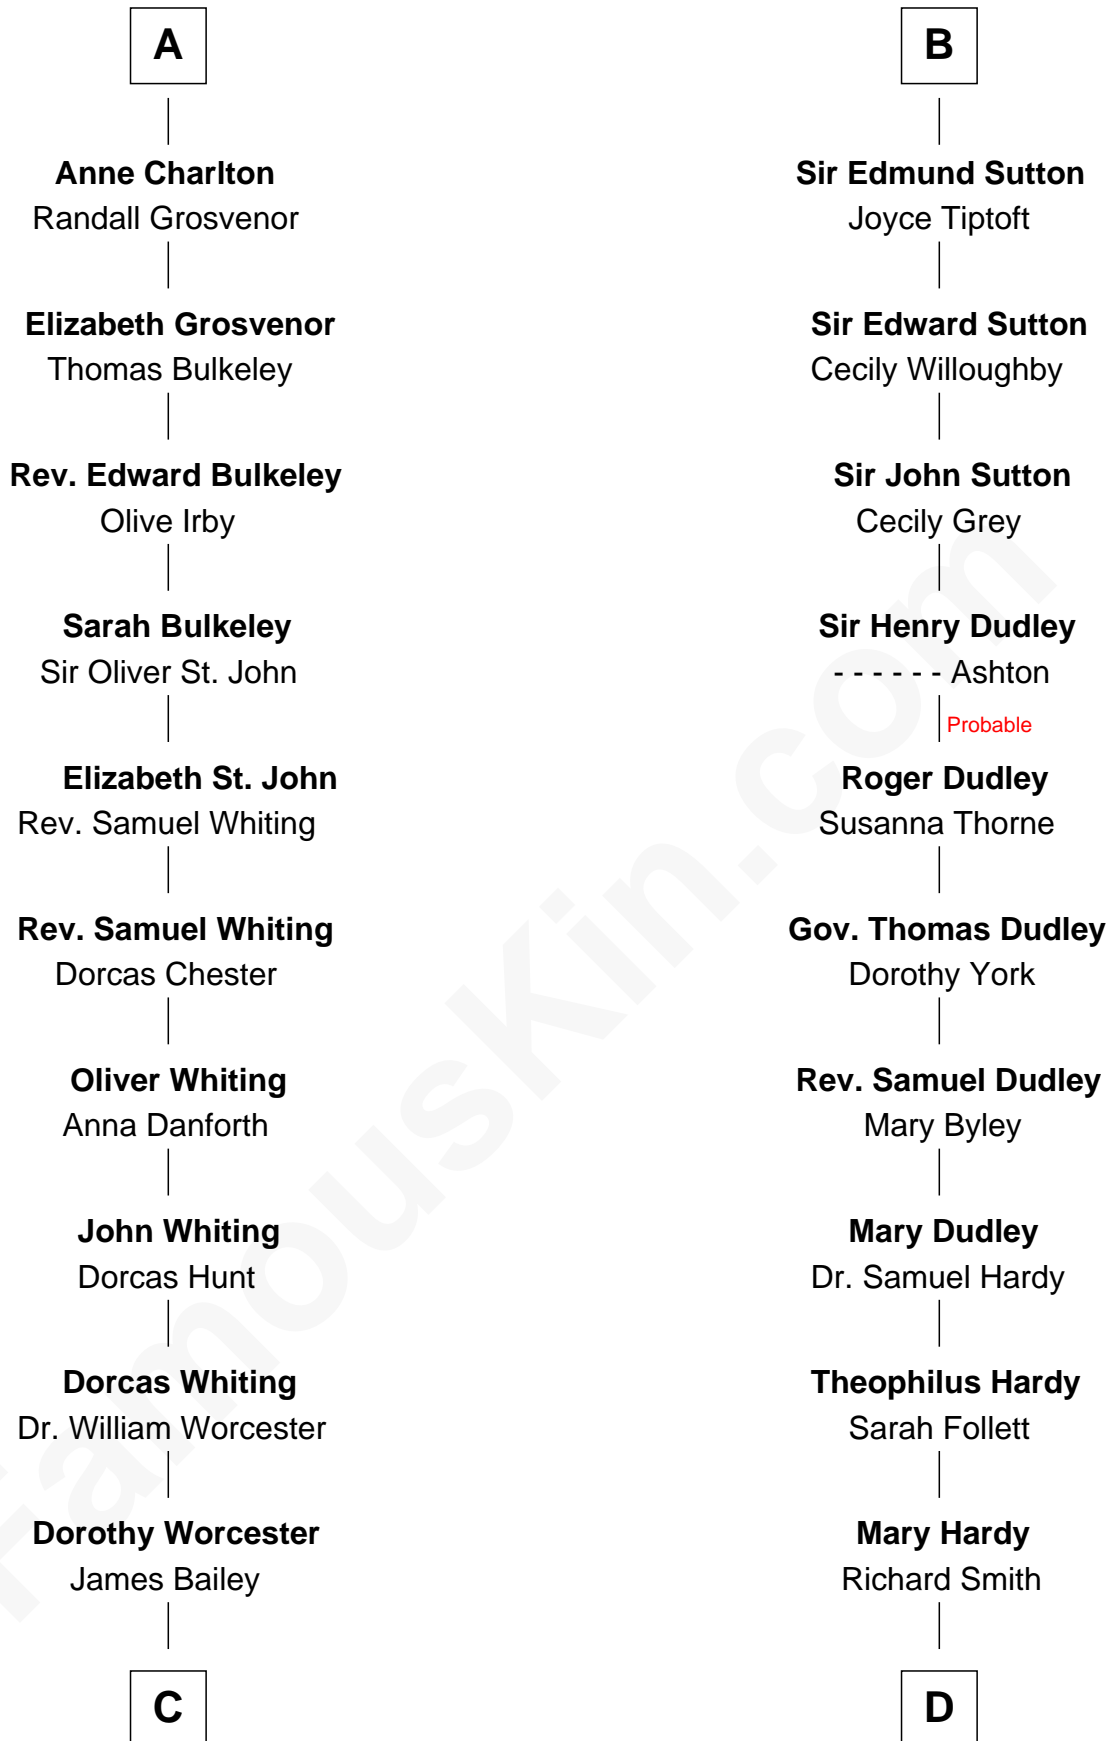 A
Anne Charlton
Randall Grosvenor
Elizabeth Grosvenor
Thomas Bulkeley
Rev. Edward Bulkeley
Olive Irby
Sarah Bulkeley
Sir Oliver St. John
Elizabeth St. John
Rev. Samuel Whiting
Rev. Samuel Whiting
Dorcas Chester
Oliver Whiting
Anna Danforth
John Whiting
Dorcas Hunt
Dorcas Whiting
Dr. William Worcester
Dorothy Worcester
James Bailey
C
B
Sir Edmund Sutton
Joyce Tiptoft
Sir Edward Sutton
Cecily Willoughby
Sir John Sutton
Cecily Grey
Sir Henry Dudley
- - - - - - Ashton
Probable
Roger Dudley
Susanna Thorne
Gov. Thomas Dudley
Dorothy York
Rev. Samuel Dudley
Mary Byley
Mary Dudley
Dr. Samuel Hardy
Theophilus Hardy
Sarah Follett
Mary Hardy
Richard Smith
D
FamousKin.com